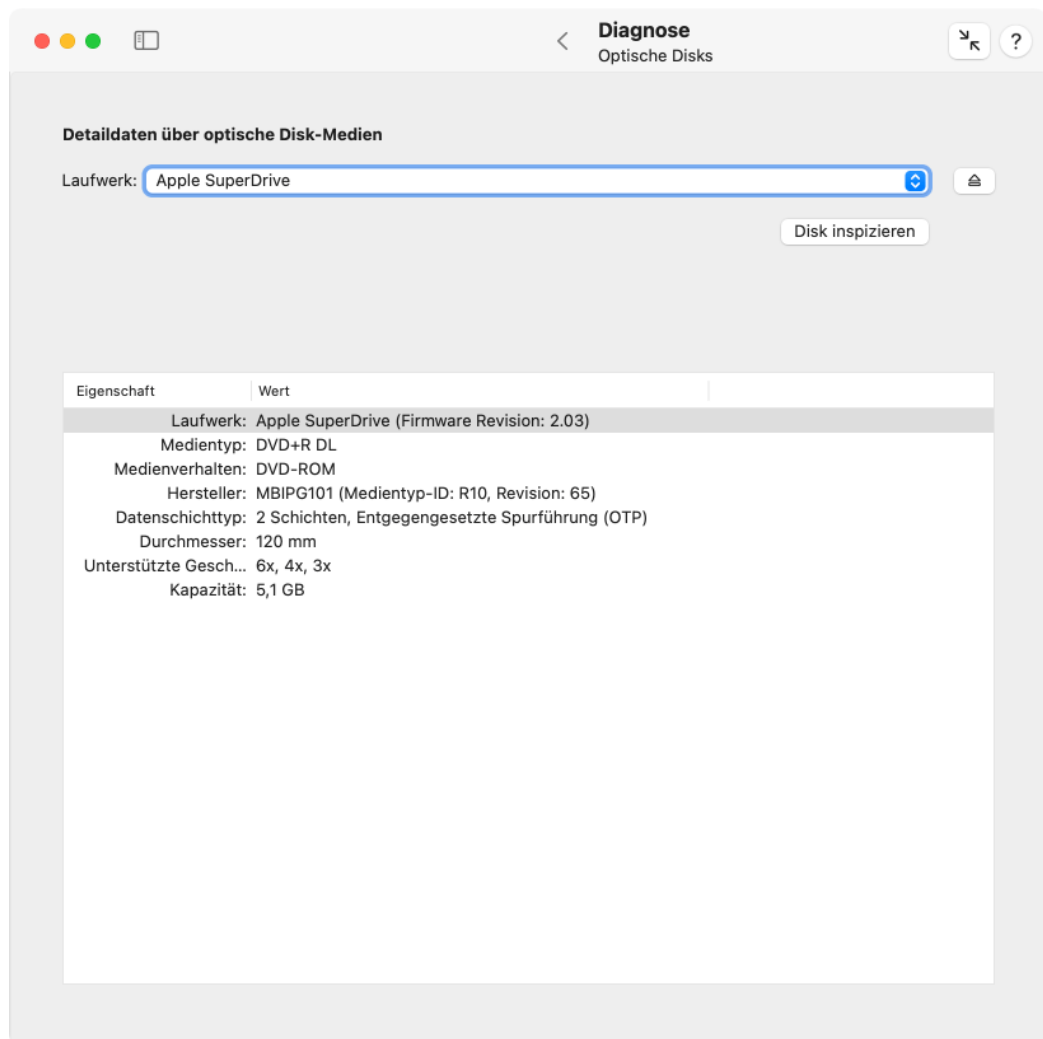 Diagnose
Optische Disks
?
Detaildaten über optische Disk-Medien
Laufwerk: Apple SuperDrive
Disk inspizieren
Eigenschaft Wert
Laufwerk: Apple SuperDrive (Firmware Revision: 2.03)
Medientyp: DVD+R DL
Medienverhalten: DVD-ROM
Hersteller: MBIPG101 (Medientyp-ID: R10, Revision: 65)
Datenschichttyp: 2 Schichten, Entgegengesetzte Spurführung (OTP)
Durchmesser: 120 mm
Unterstützte Gesch... 6x, 4x, 3x
Kapazität: 5,1 GB